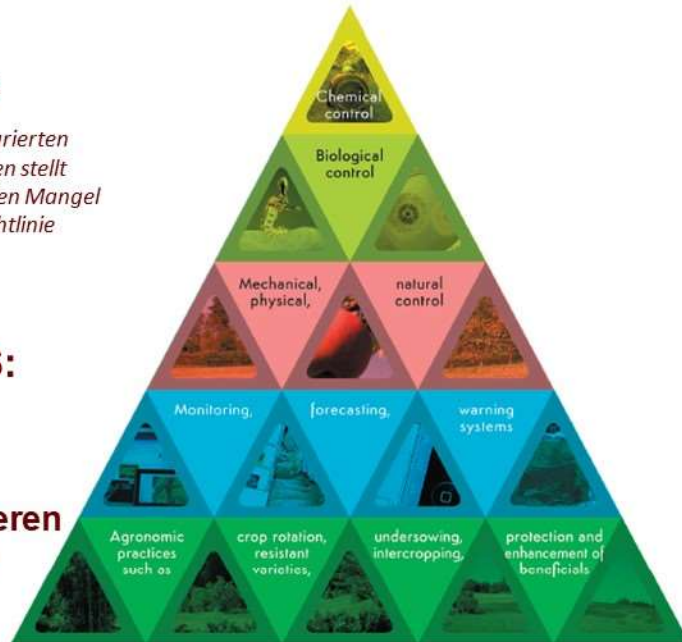 rierten
en stellt
en Mangel
htlinie
:
eren
Chemical
control
Biological
control
Mechanical,
physical,
natural
control
Monitoring,
forecasting,
warning
systems
Agronomic
practices
such as
crop rotation,
resistant
varieties,
undersowing,
intercropping,
protection and
enhancement of
beneficials